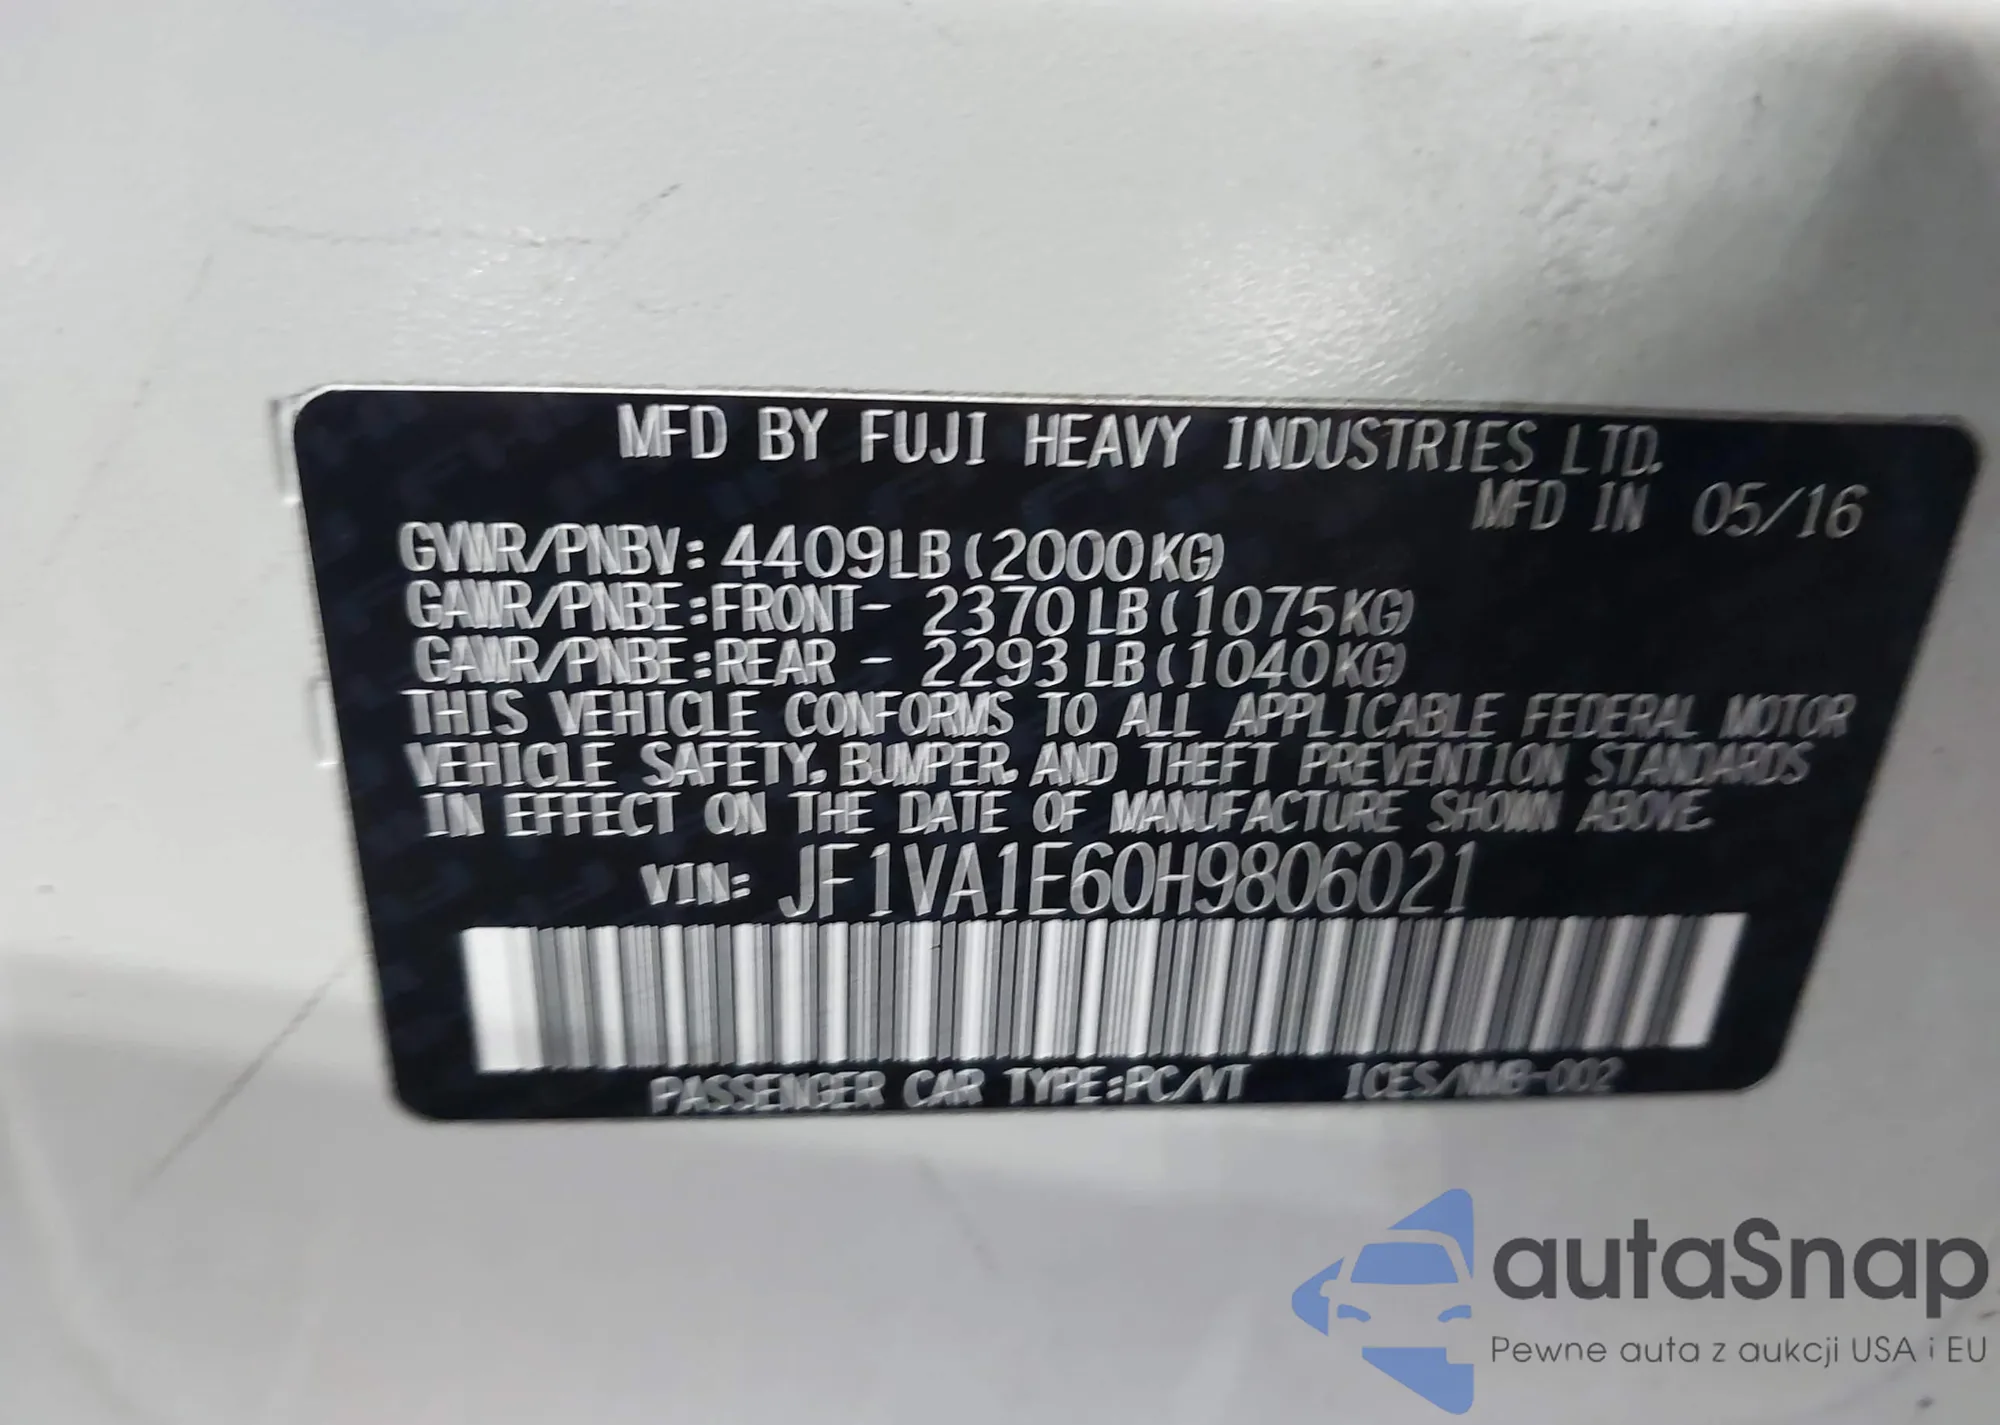 MFD BY FUJI HEAVY INDUSTRIES LTD.
MFD IN 05/16
GVWR/PNBV: 4409LB (2000KG)
GAWR/PNBE:FRONT- 2370LB (1075KG)
GAWR/PNBE:REAR - 2293LB (1040KG)
THIS VEHICLE CONFORMS TO ALL APPLICABLE FEDERAL MOTOR
VEHICLE SAFETY, BUMPER, AND THEFT PREVENTION STANDARDS
IN EFFECT ON THE DATE OF MANUFACTURE SHOWN ABOVE.
VIN: JF1VA1E60H9806021
PASSENGER CAR TYPE:PC/VT ICES/NMB-002
autaSnap
Pewne auta z aukcji USA i EU